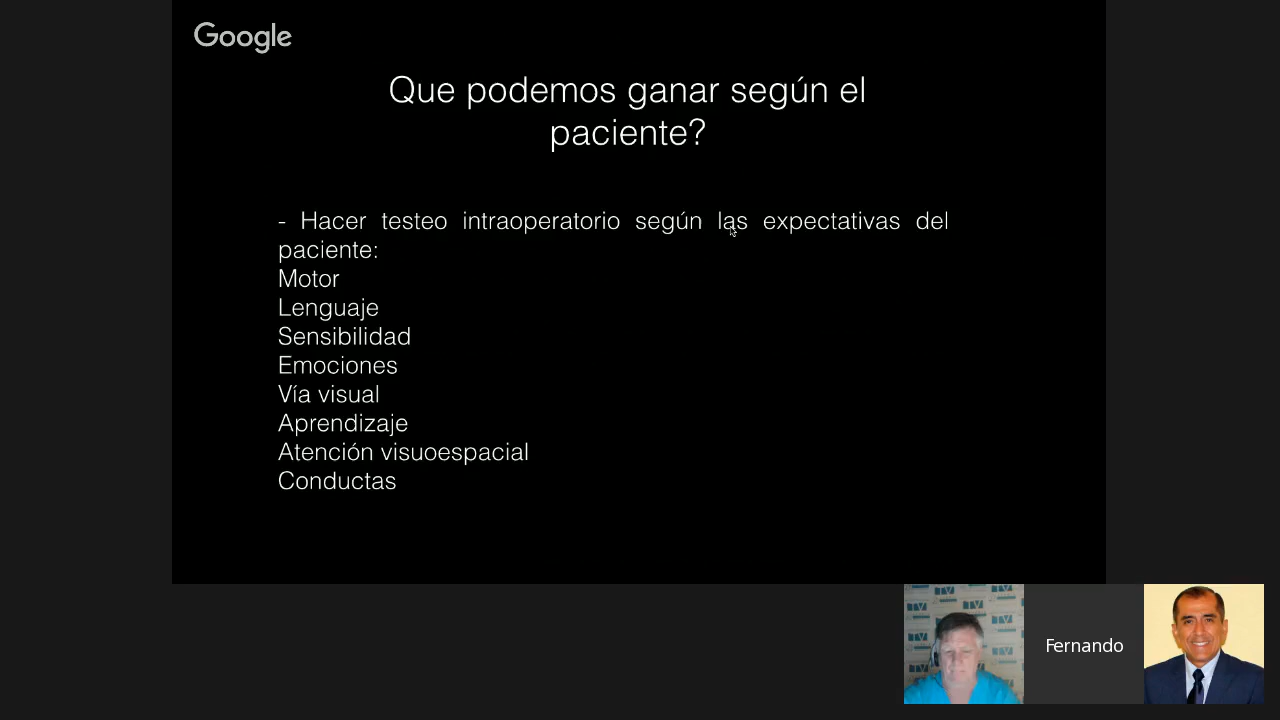 Google
Que podemos ganar según el
paciente?
- Hacer testeo intraoperatorio según las expectativas del
paciente:
Motor
Lenguaje
Sensibilidad
Emociones
Vía visual
Aprendizaje
Atención visuoespacial
Conductas
Fernando